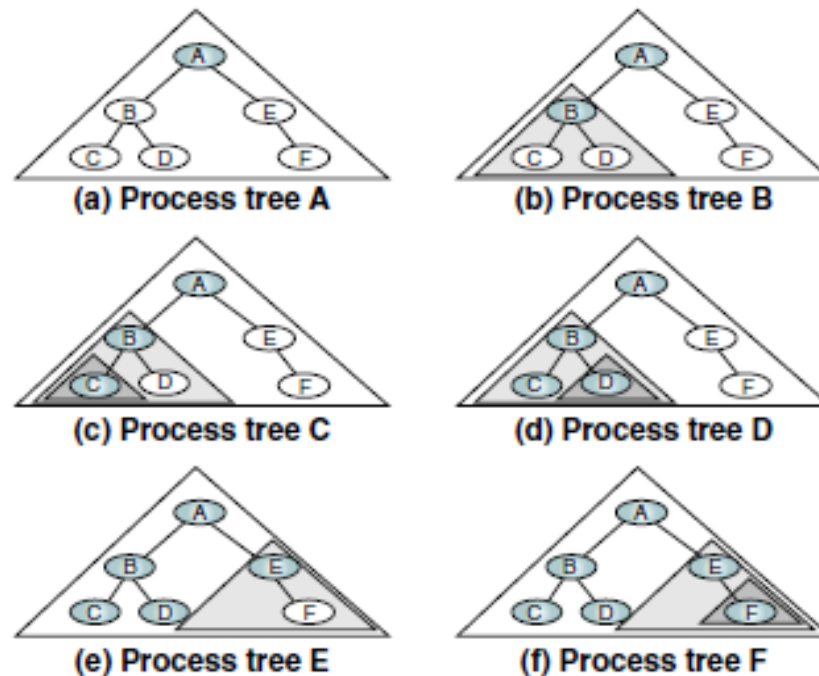 A
B
E
C
D
F
(a) Process tree A
A
B
E
C
D
F
(b) Process tree B
A
B
E
C
D
F
(c) Process tree C
A
B
E
C
D
F
(d) Process tree D
A
B
E
C
D
F
(e) Process tree E
A
B
E
C
D
F
(f) Process tree F